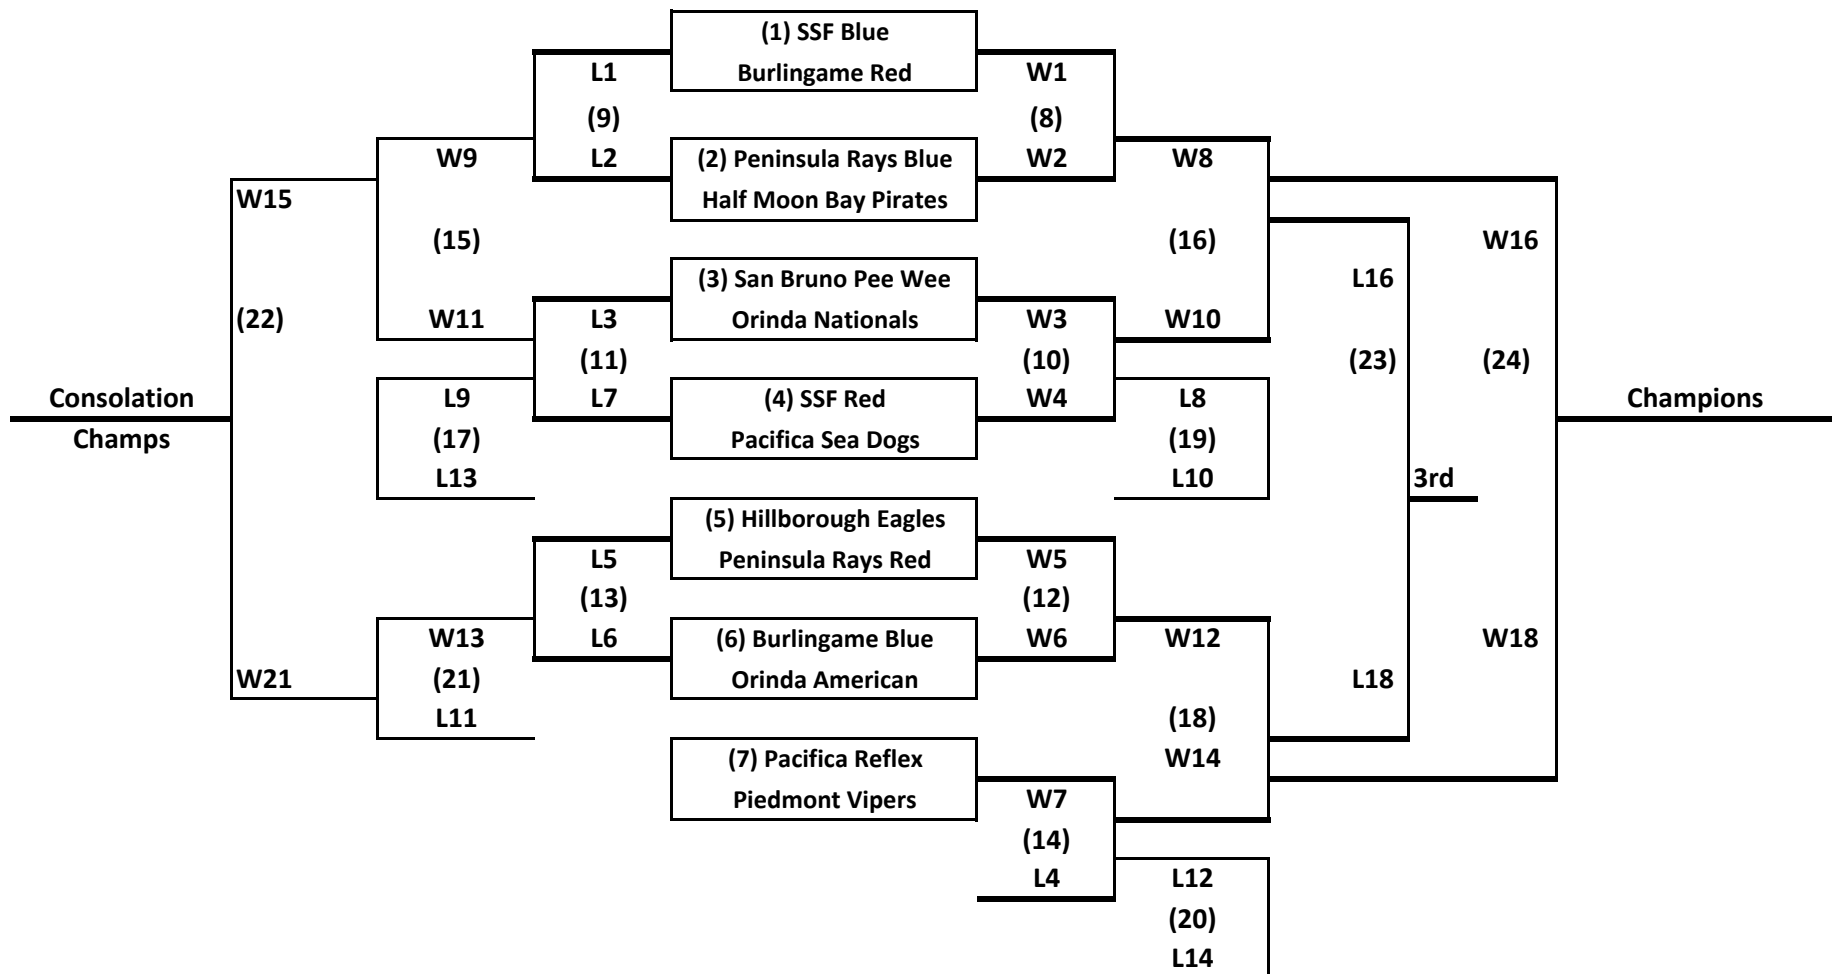 (1) SSF Blue
L1 Burlingame Red W1
(9) (8)
W9 L2 (2) Peninsula Rays Blue W2 W8
W15 Half Moon Bay Pirates
(15) (16) W16
(3) San Bruno Pee Wee L16
(22) W11 L3 Orinda Nationals W3 W10
(11) (10) (23) (24)
Consolation L9 L7 (4) SSF Red W4 L8 Champions
Champs (17) Pacifica Sea Dogs (19)
L13 L10 3rd
(5) Hillborough Eagles
L5 Peninsula Rays Red W5
(13) (12)
W13 L6 (6) Burlingame Blue W6 W12 W18
W21 (21) Orinda American L18
L11 (18)
(7) Pacifica Reflex W14
Piedmont Vipers W7
(14)
L4 L12
(20)
L14